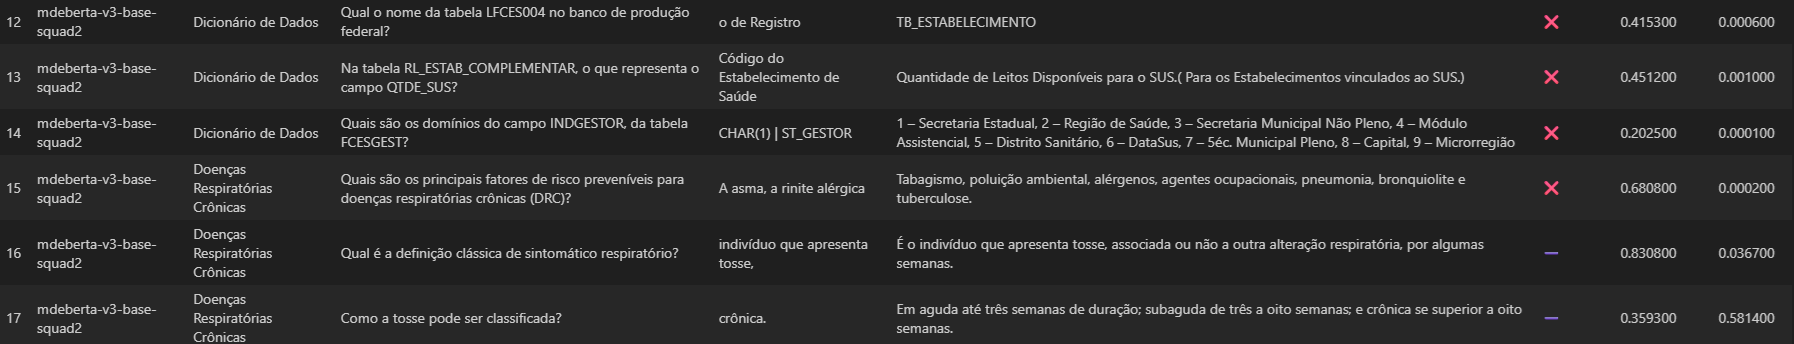 12 mdeberta-v3-base-squad2 Dicionário de Dados Qual o nome da tabela LFCES004 no banco de produção federal? o de Registro TB_ESTABELECIMENTO ❌ 0.415300 0.000600
13 mdeberta-v3-base-squad2 Dicionário de Dados Na tabela RL_ESTAB_COMPLEMENTAR, o que representa o campo QTDE_SUS? Código do Estabelecimento de Saúde Quantidade de Leitos Disponíveis para o SUS.( Para os Estabelecimentos vinculados ao SUS.) ❌ 0.451200 0.001000
14 mdeberta-v3-base-squad2 Dicionário de Dados Quais são os domínios do campo INDGESTOR, da tabela FCESGEST? CHAR(1) | ST_GESTOR 1 – Secretaria Estadual, 2 – Região de Saúde, 3 – Secretaria Municipal Não Pleno, 4 – Módulo Assistencial, 5 – Distrito Sanitário, 6 – DataSus, 7 – 5éc. Municipal Pleno, 8 – Capital, 9 – Microrregião ❌ 0.202500 0.000100
15 mdeberta-v3-base-squad2 Doenças Respiratórias Crônicas Quais são os principais fatores de risco preveníveis para doenças respiratórias crônicas (DRC)? A asma, a rinite alérgica Tabagismo, poluição ambiental, alérgenos, agentes ocupacionais, pneumonia, bronquiolite e tuberculose. ❌ 0.680800 0.000200
16 mdeberta-v3-base-squad2 Doenças Respiratórias Crônicas Qual é a definição clássica de sintomático respiratório? indivíduo que apresenta tosse, É o indivíduo que apresenta tosse, associada ou não a outra alteração respiratória, por algumas semanas. ➖ 0.830800 0.036700
17 mdeberta-v3-base-squad2 Doenças Respiratórias Crônicas Como a tosse pode ser classificada? crônica. Em aguda até três semanas de duração; subaguda de três a oito semanas; e crônica se superior a oito semanas. ➖ 0.359300 0.581400